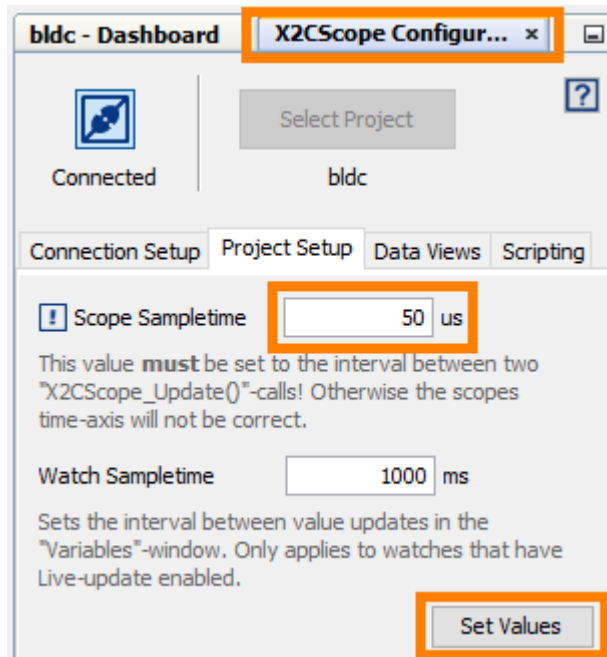 bldc - Dashboard X2CScope Configur... ×
?
Select Project
Connected bldc
Connection Setup Project Setup Data Views Scripting
! Scope Sampletime 50 us
This value must be set to the interval between two
"X2CScope_Update()"-calls! Otherwise the scopes
time-axis will not be correct.
Watch Sampletime 1000 ms
Sets the interval between value updates in the
"Variables"-window. Only applies to watches that have
Live-update enabled.
Set Values